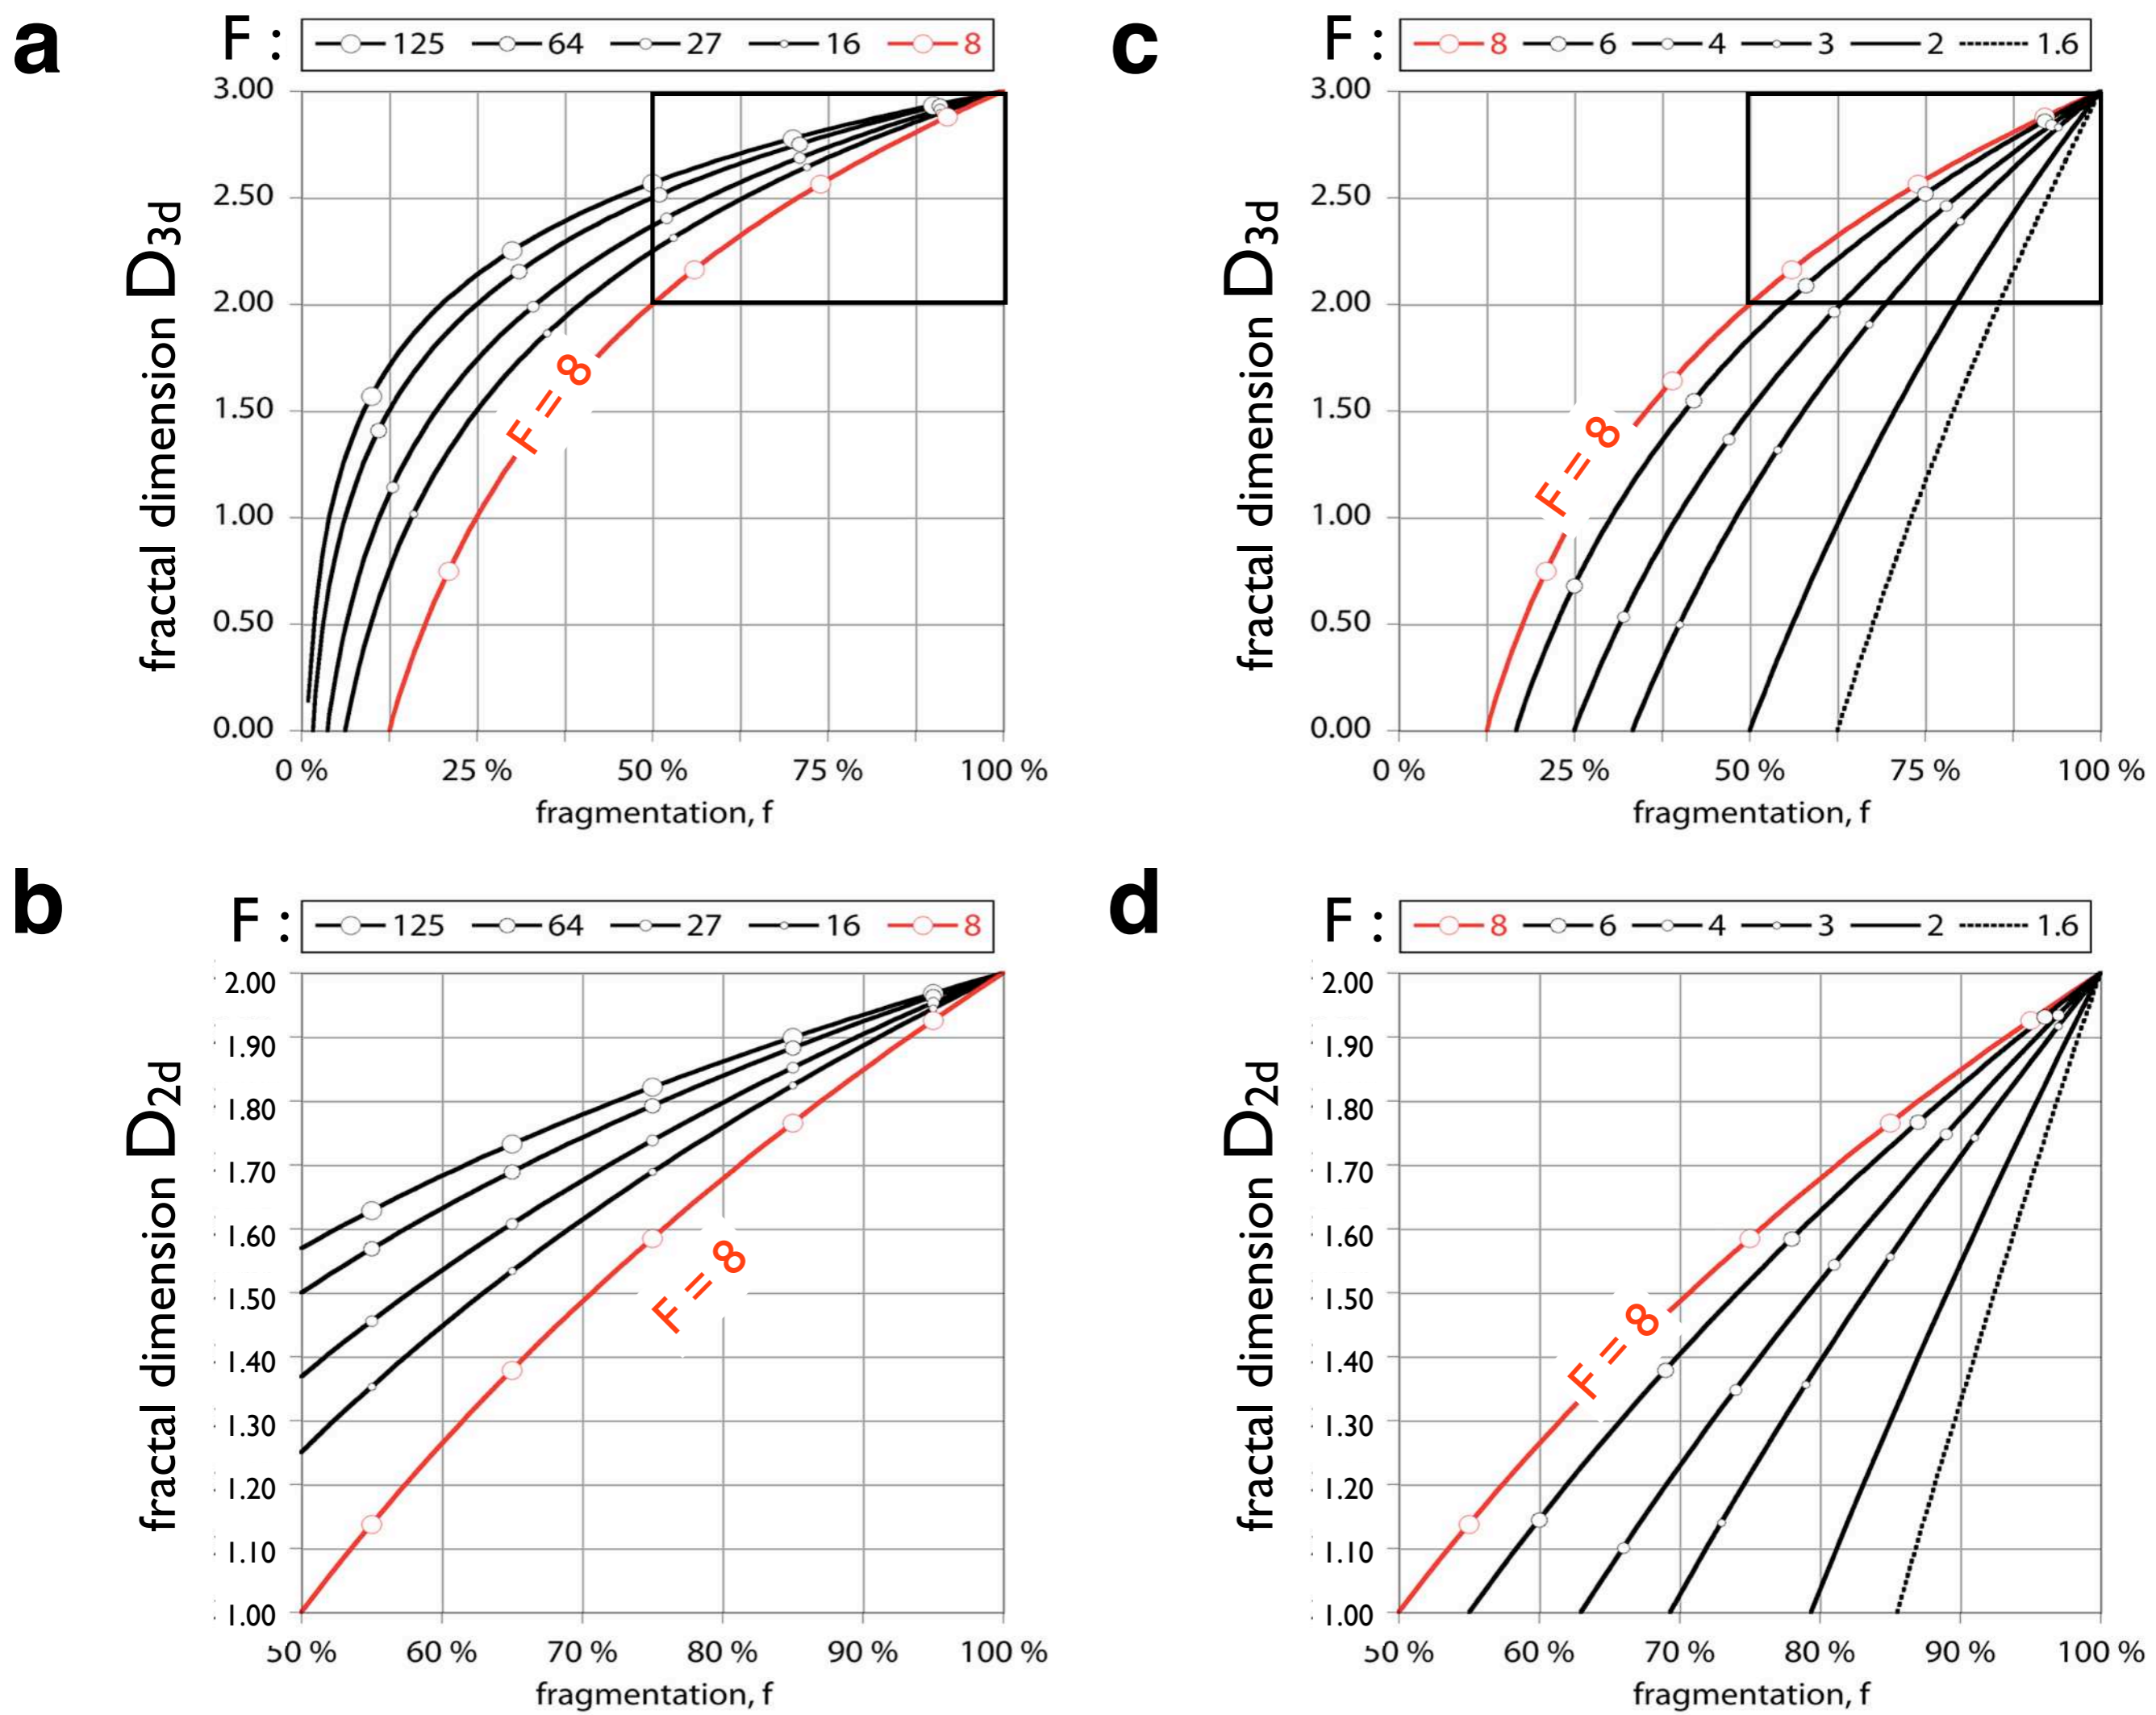 a
F : 125 64 27 16 8
3.00
2.50
2.00
1.50
1.00
0.50
0.00
fractal dimension D3d
F = 8
0 % 25 % 50 % 75 % 100 %
fragmentation, f
c
F : 8 6 4 3 2 1.6
3.00
2.50
2.00
1.50
1.00
0.50
0.00
fractal dimension D3d
F = 8
0 % 25 % 50 % 75 % 100 %
fragmentation, f
b
F : 125 64 27 16 8
2.00
1.90
1.80
1.70
1.60
1.50
1.40
1.30
1.20
1.10
1.00
fractal dimension D2d
F = 8
50 % 60 % 70 % 80 % 90 % 100 %
fragmentation, f
d
F : 8 6 4 3 2 1.6
2.00
1.90
1.80
1.70
1.60
1.50
1.40
1.30
1.20
1.10
1.00
fractal dimension D2d
F = 8
50 % 60 % 70 % 80 % 90 % 100 %
fragmentation, f